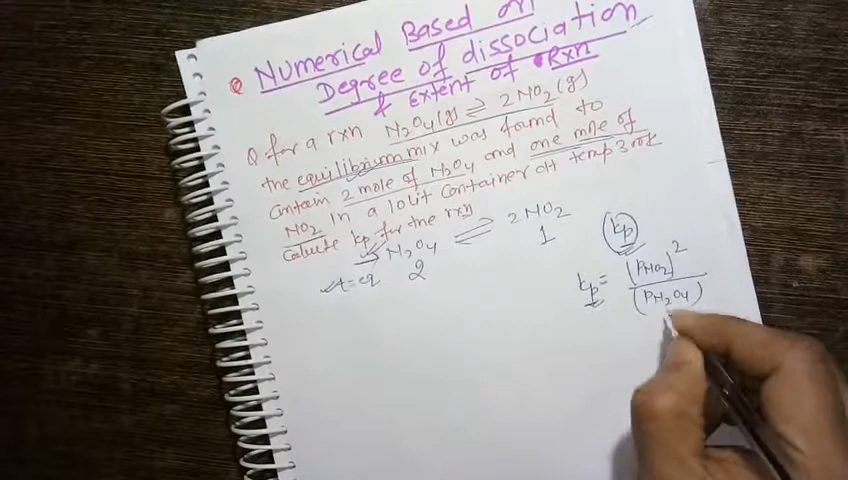 Numerical Based on
Degree of dissociation
& Extent of Rxn
Q for a rxn N₂O₄(g) ⇌ 2NO₂(g)
the equilibrium mix was found to
Contain 2 mole of N₂O₄ and one mole of
NO₂ In a 10 lit Container at temp 300K
Calculate Kp for the rxn
N₂O₄ ⇌ 2NO₂
t=eq 2 1
Kp
Kp = (PNO₂)²
(PN₂O₄)